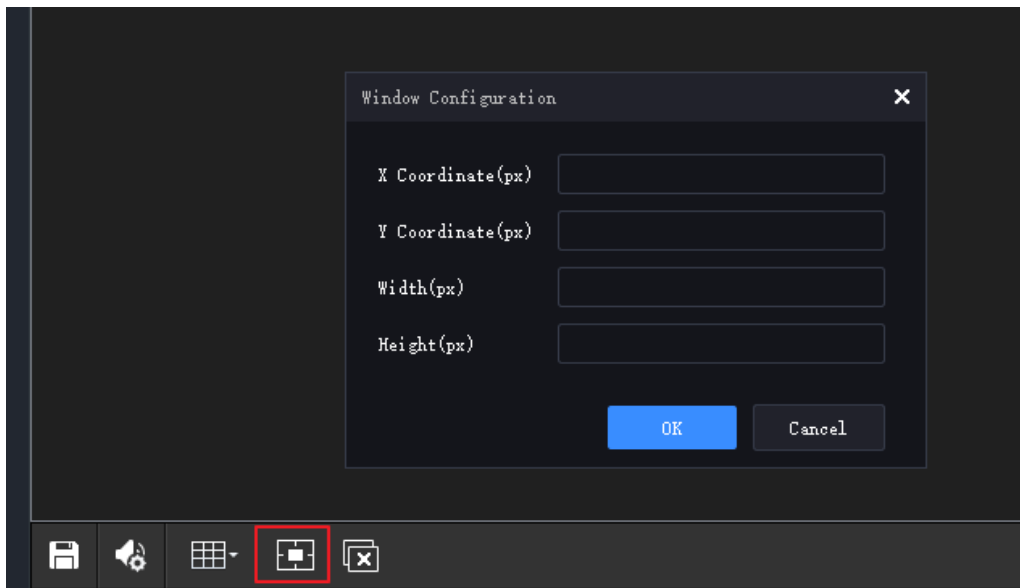 Window Configuration
X Coordinate(px)
Y Coordinate(px)
Width(px)
Height(px)
OK Cancel